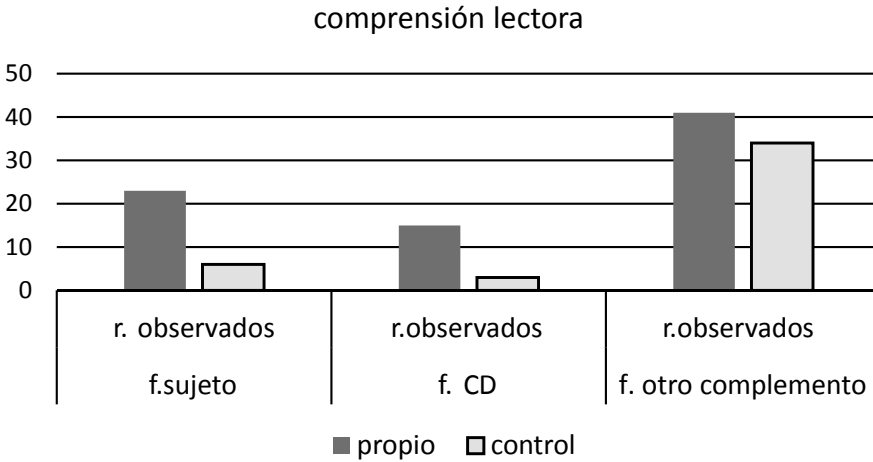 comprensión lectora
50
40
30
20
10
0
r. observados r.observados r.observados
f.sujeto f. CD f. otro complemento
propio control